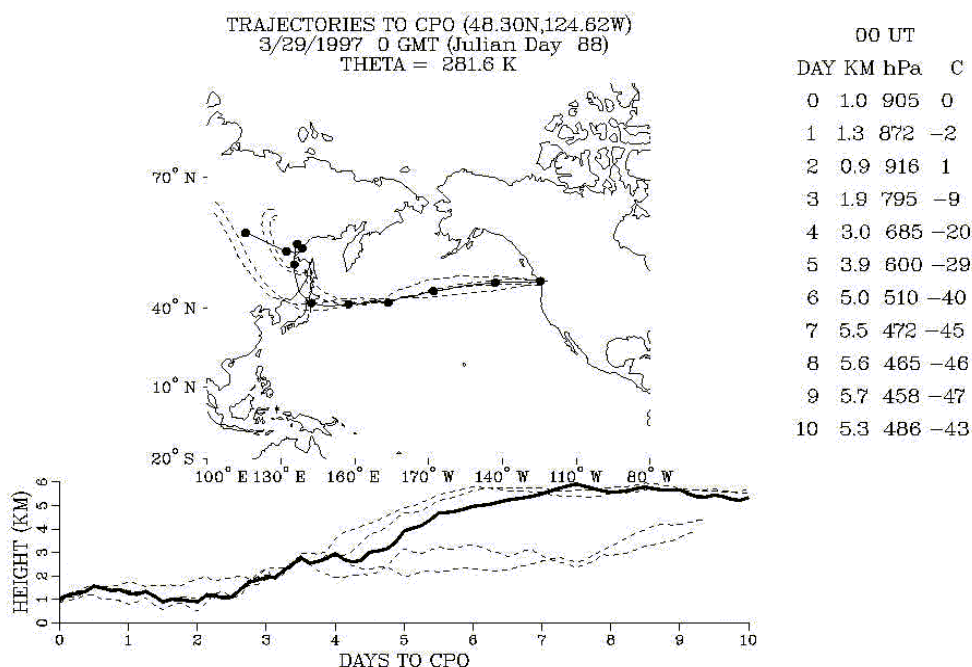 TRAJECTORIES TO CPO (48.30N,124.62W)
3/29/1997 0 GMT (Julian Day 88)
THETA = 281.6 K
00 UT
DAY KM hPa C
0 1.0 905 0
1 1.3 872 -2
2 0.9 916 1
3 1.9 795 -9
4 3.0 685 -20
5 3.9 600 -29
6 5.0 510 -40
7 5.5 472 -45
8 5.6 465 -46
9 5.7 458 -47
10 5.3 486 -43
70° N
40° N
10° N
20° S
100° E 130° E 160° E 170° W 140° W 110° W 80° W
HEIGHT (KM)
6
5
4
3
2
1
0
0 1 2 3 4 5 6 7 8 9 10
DAYS TO CPO